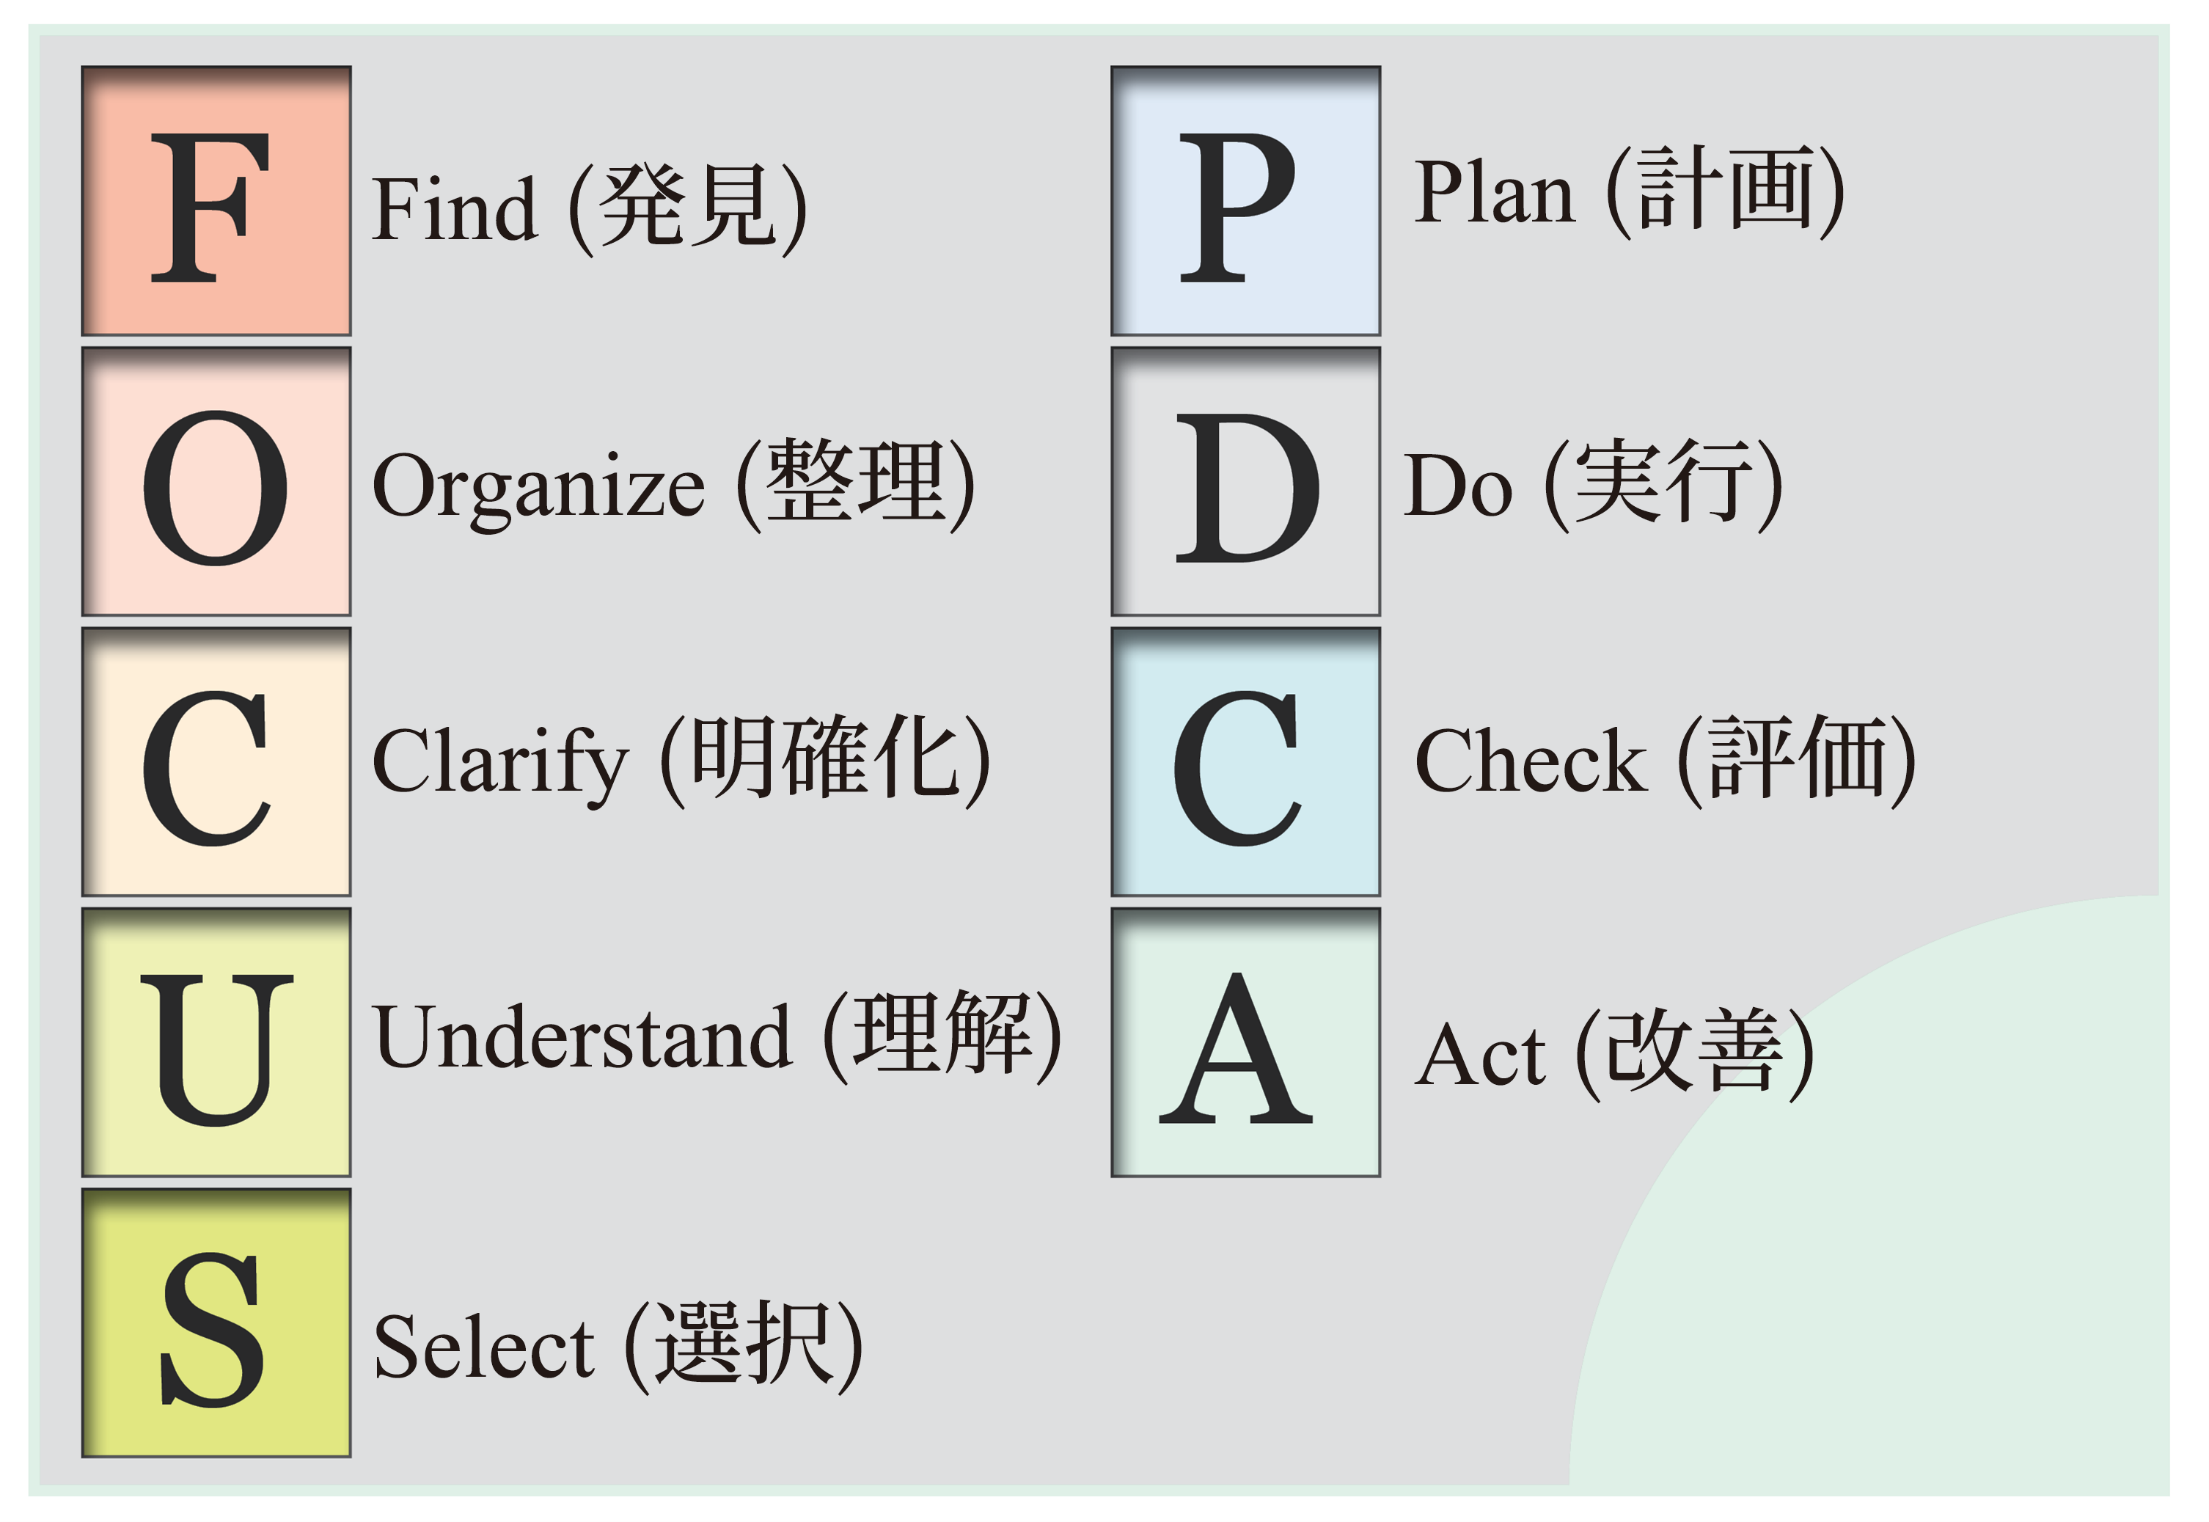 F
Find (発見)
O
Organize (整理)
C
Clarify (明確化)
U
Understand (理解)
S
Select (選択)
P
Plan (計画)
D
Do (実行)
C
Check (評価)
A
Act (改善)